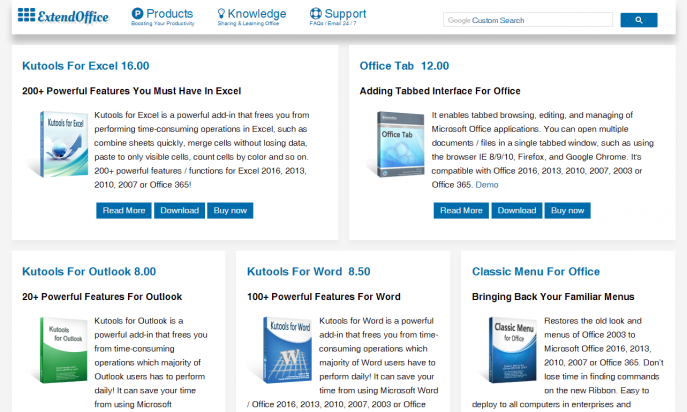 ExtendOffice
Products
Boosting Your Productivity
Knowledge
Sharing & Learning Office
Support
FAQs / Email 24 / 7
Google Custom Search
Kutools For Excel 16.00
200+ Powerful Features You Must Have In Excel
Kutools for Excel
Kutools for Excel is a powerful add-in that frees you from
performing time-consuming operations in Excel, such as
combine sheets quickly, merge cells without losing data,
paste to only visible cells, count cells by color and so on.
200+ powerful features / functions for Excel 2016, 2013,
2010, 2007 or Office 365!
Read More Download Buy now
Office Tab 12.00
Adding Tabbed Interface For Office
Office Tab
It enables tabbed browsing, editing, and managing of
Microsoft Office applications. You can open multiple
documents / files in a single tabbed window, such as using
the browser IE 8/9/10, Firefox, and Google Chrome. It's
compatible with Office 2016, 2013, 2010, 2007, 2003 or
Office 365. Demo
Read More Download Buy now
Kutools For Outlook 8.00
20+ Powerful Features For Outlook
Kutools
for Outlook
Kutools for Outlook is a
powerful add-in that frees you
from time-consuming
operations which majority of
Outlook users has to perform
daily! It can save your time
from using Microsoft
Kutools For Word 8.50
100+ Powerful Features For Word
Kutools for Word
Kutools for Word is a powerful
add-in that frees you from
time-consuming operations
which majority of Word users have to
perform daily! It can save your
time from using Microsoft Word
/ Office 2016, 2013, 2010, 2007, 2003 or Office
Classic Menu For Office
Bringing Back Your Familiar Menus
Classic Menu
for Office
Restores the old look and
menus of Office 2003 to
Microsoft Office 2016, 2013,
2010, 2007 or Office 365. Don't
lose time in finding commands
on the new Ribbon. Easy to
deploy to all computers in enterprises and